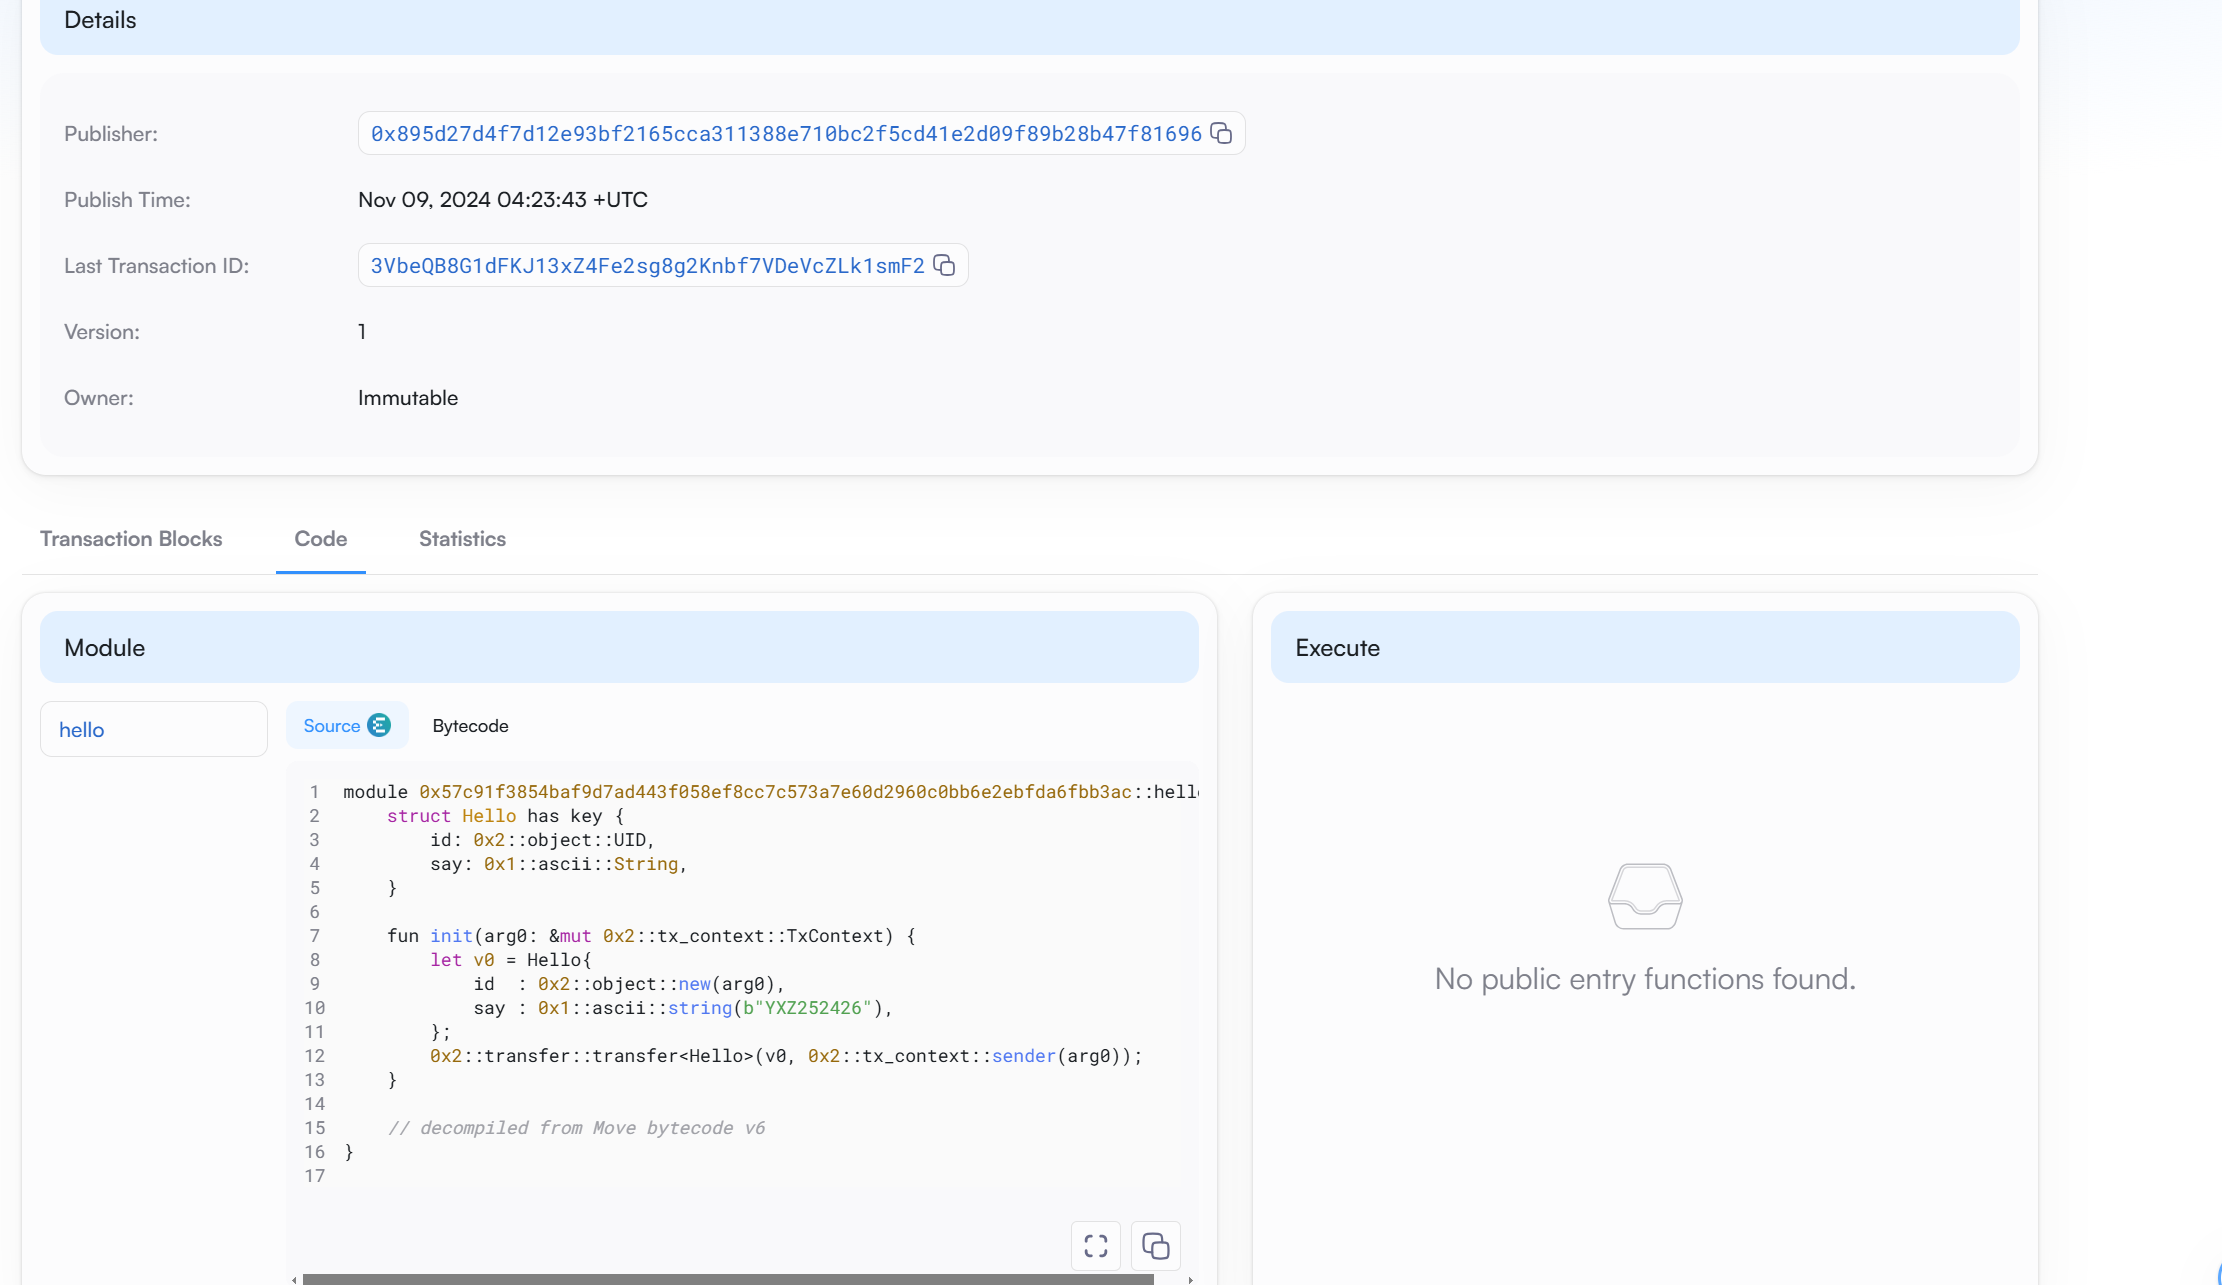 Details
Publisher: 0x895d27d4f7d12e93bf2165cca311388e710bc2f5cd41e2d09f89b28b47f81696
Publish Time: Nov 09, 2024 04:23:43 +UTC
Last Transaction ID: 3VbeQB8G1dFKJ13xZ4Fe2sg8g2Knbf7VDeVcZLk1smF2
Version: 1
Owner: Immutable
Transaction Blocks Code Statistics
Module
hello
Source Bytecode
1 module 0x57c91f3854baf9d7ad443f058ef8cc7c573a7e60d2960c0bb6e2ebfda6fbb3ac::hello
2     struct Hello has key {
3         id: 0x2::object::UID,
4         say: 0x1::ascii::String,
5     }
6
7     fun init(arg0: &mut 0x2::tx_context::TxContext) {
8         let v0 = Hello{
9             id  : 0x2::object::new(arg0),
10             say : 0x1::ascii::string(b"YXZ252426"),
11         };
12         0x2::transfer::transfer<Hello>(v0, 0x2::tx_context::sender(arg0));
13     }
14
15     // decompiled from Move bytecode v6
16 }
17
Execute
No public entry functions found.